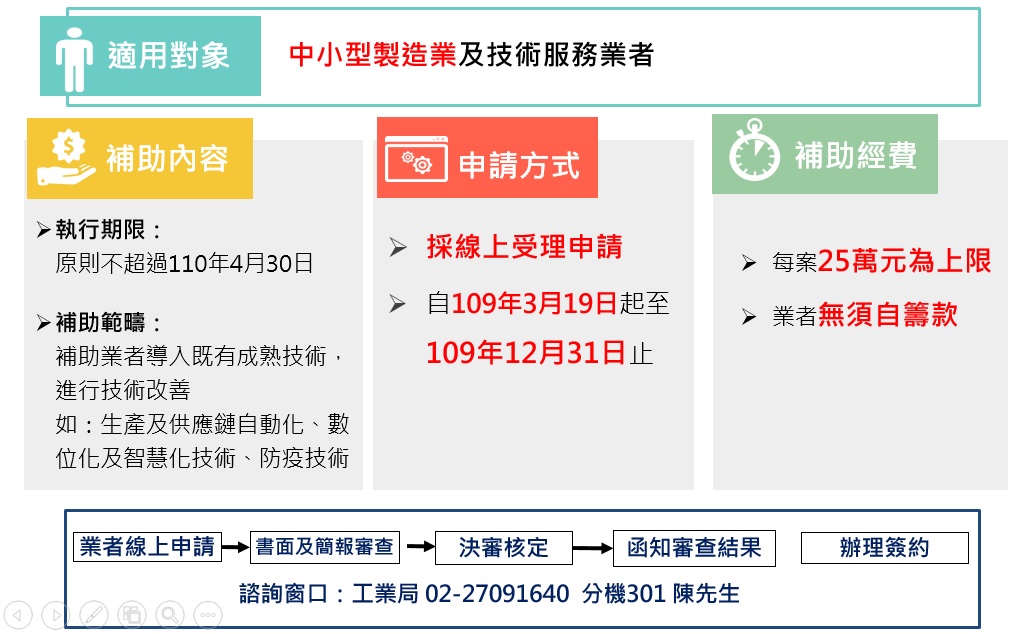 適用對象
中小型製造業及技術服務業者
補助內容
執行期限：
原則不超過110年4月30日
補助範疇：
補助業者導入既有成熟技術，
進行技術改善
如：生產及供應鏈自動化、數
位化及智慧化技術、防疫技術
申請方式
採線上受理申請
自109年3月19日起至
109年12月31日止
補助經費
每案25萬元為上限
業者無須自籌款
業者線上申請
書面及簡報審查
決審核定
函知審查結果
辦理簽約
諮詢窗口：工業局 02-27091640 分機301 陳先生